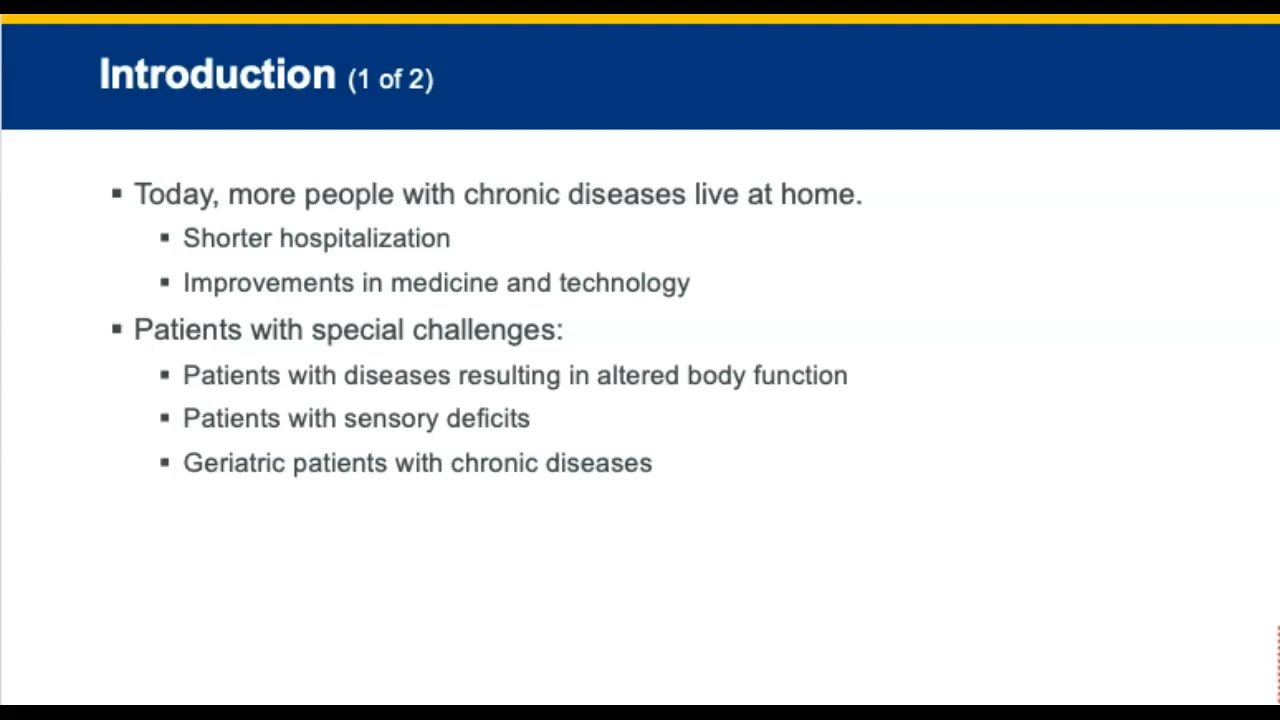 Introduction (1 of 2)
▪ Today, more people with chronic diseases live at home.
▪ Shorter hospitalization
▪ Improvements in medicine and technology
▪ Patients with special challenges:
▪ Patients with diseases resulting in altered body function
▪ Patients with sensory deficits
▪ Geriatric patients with chronic diseases